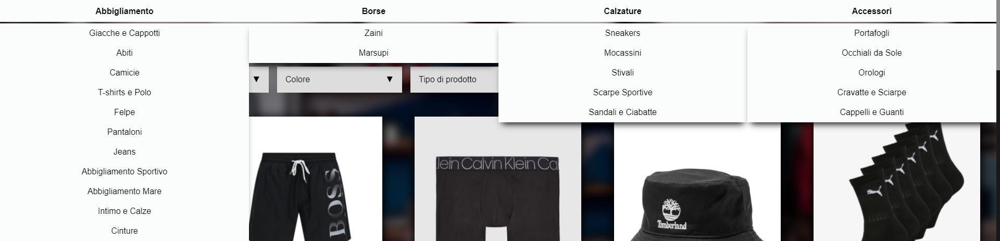 Abbigliamento
Borse
Calzature
Accessori
Giacche e Cappotti
Abiti
Camicie
T-shirts e Polo
Felpe
Pantaloni
Jeans
Abbigliamento Sportivo
Abbigliamento Mare
Intimo e Calze
Cinture
Zaini
Marsupi
Sneakers
Mocassini
Stivali
Scarpe Sportive
Sandali e Ciabatte
Portafogli
Occhiali da Sole
Orologi
Cravatte e Sciarpe
Cappelli e Guanti
Colore
Tipo di prodotto
BOSS
lein Calvin Klein Ca
Timberland